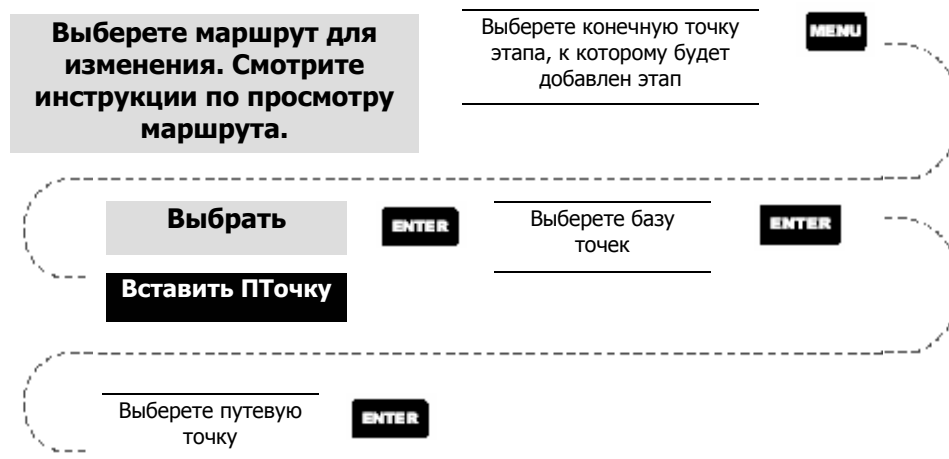 Выберете маршрут для
изменения. Смотрите
инструкции по просмотру
маршрута.
Выберете конечную точку
этапа, к которому будет
добавлен этап
MENU
Выбрать
ENTER
Выберете базу
точек
ENTER
Вставить ПТочку
Выберете путевую
точку
ENTER